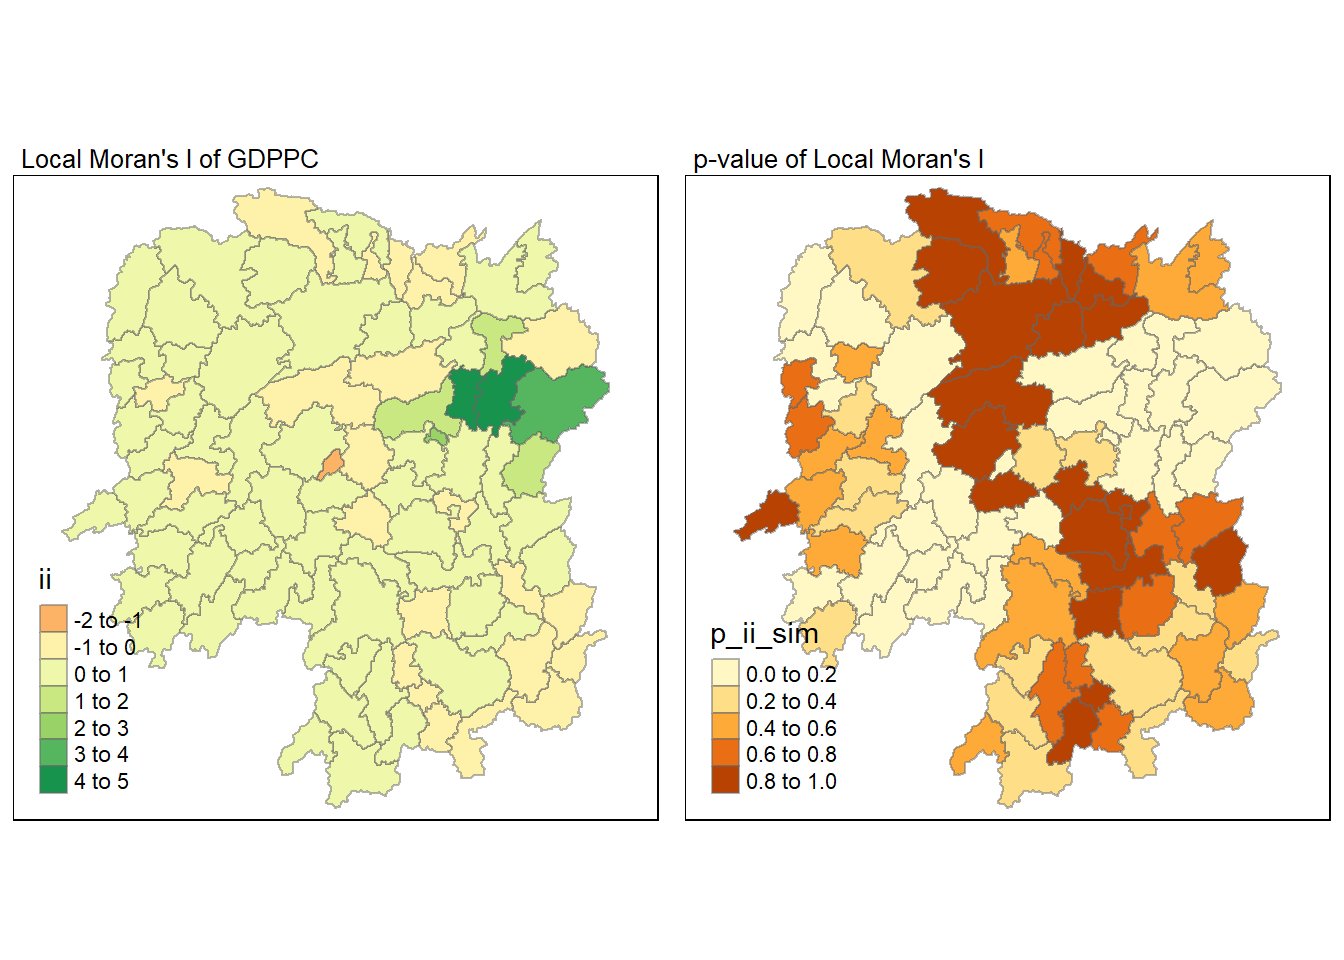 Local Moran's I of GDPPC
ii
-2 to -1
-1 to 0
0 to 1
1 to 2
2 to 3
3 to 4
4 to 5
p-value of Local Moran's I
p_ii_sim
0.0 to 0.2
0.2 to 0.4
0.4 to 0.6
0.6 to 0.8
0.8 to 1.0